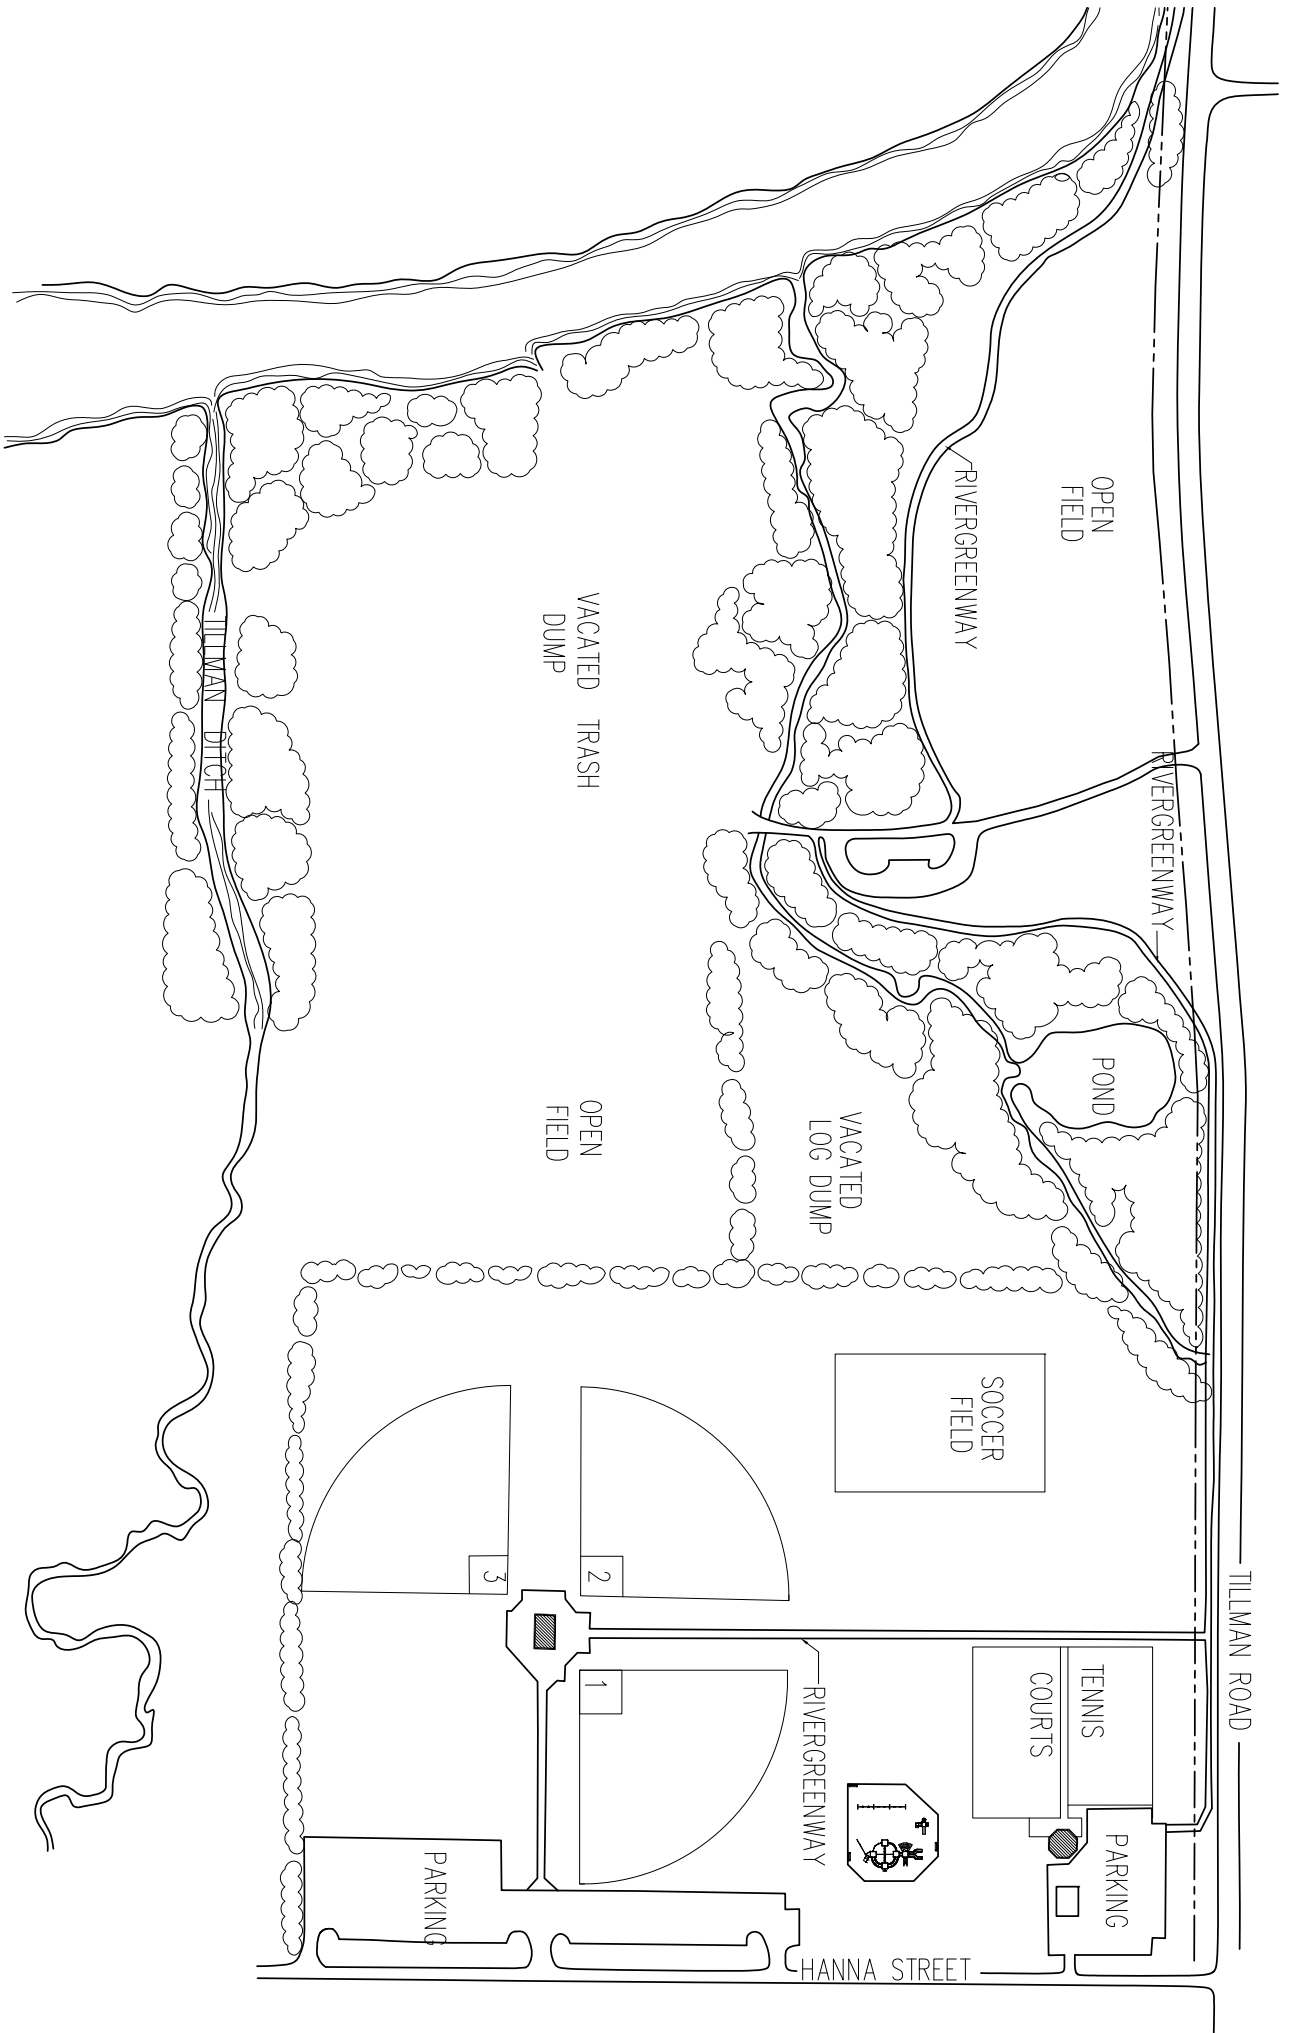 OPEN
FIELD
RIVERGREENWAY
VACATED TRASH
DUMP
TILLMAN DITCH
RIVERGREENWAY
POND
VACATED
LOG DUMP
OPEN
FIELD
SOCCER
FIELD
3
2
1
TILLMAN ROAD
TENNIS
COURTS
RIVERGREENWAY
PARKING
PARKING
HANNA STREET